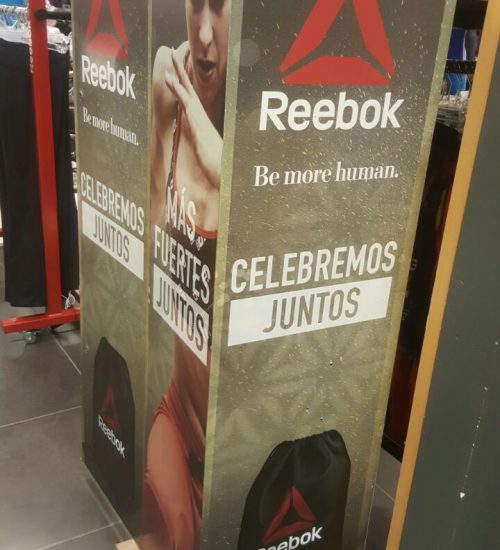 Reebok
Be more human.
CELEBREMOS
JUNTOS
Reebok
MÁS
FUERTES
JUNTOS
Reebok
Be more human.
CELEBREMOS
JUNTOS
Reebok